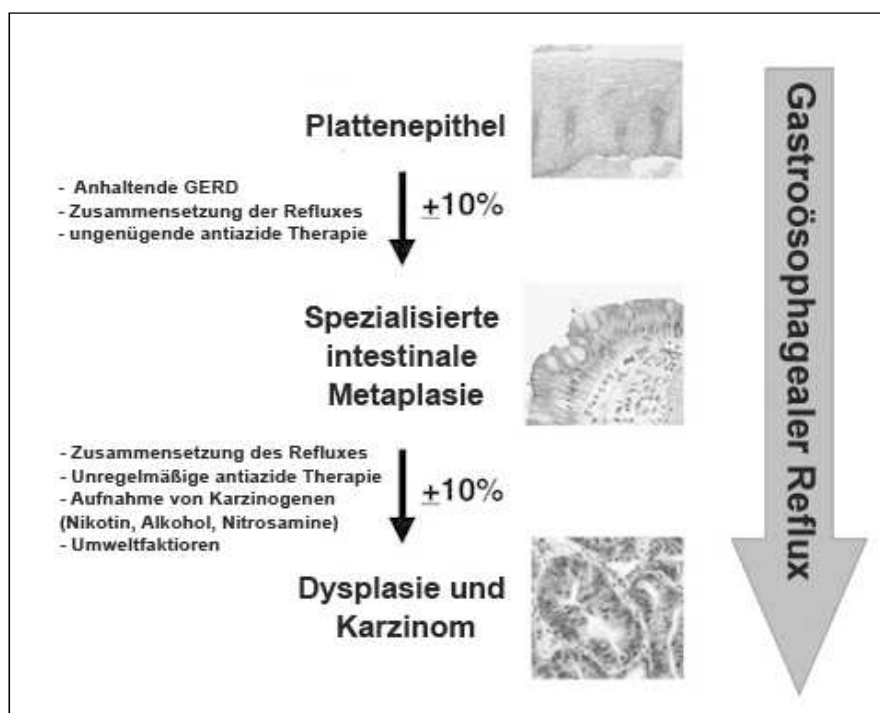 Plattenepithel
- Anhaltende GERD
- Zusammensetzung der Refluxes
- ungenügende antiazide Therapie
±10%
Spezialisierte
intestinale
Metaplasie
- Zusammensetzung des Refluxes
- Unregelmäßige antiazide Therapie
- Aufnahme von Karzinogenen
(Nikotin, Alkohol, Nitrosamine)
- Umweltfaktioren
±10%
Dysplasie und
Karzinom
Gastroösophagealer Reflux